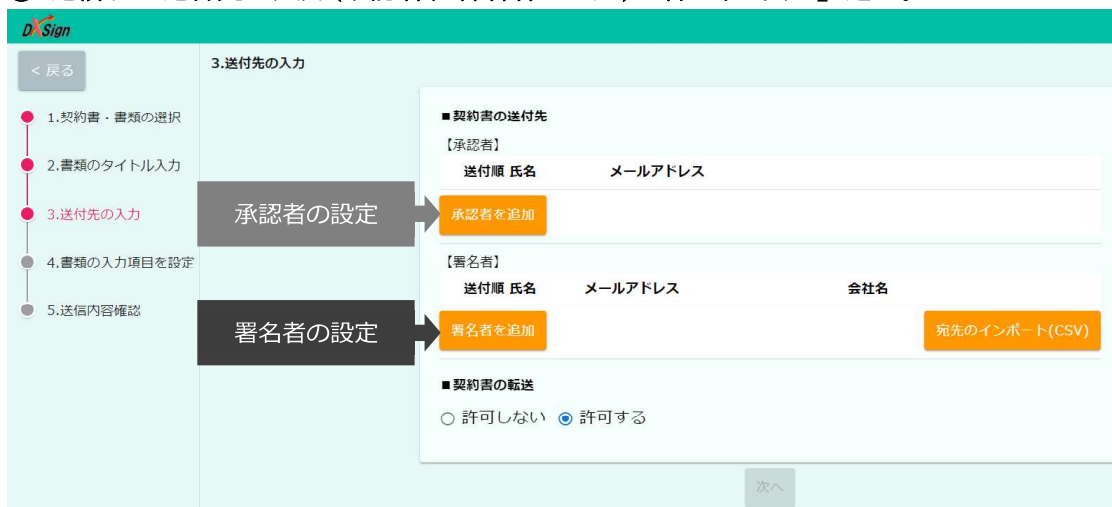 DXSign
< 戻る
3.送付先の入力
1.契約書・書類の選択
2.書類のタイトル入力
3.送付先の入力
4.書類の入力項目を設定
5.送信内容確認
■契約書の送付先
【承認者】
送付順 氏名 メールアドレス
承認者の設定
承認者を追加
【署名者】
送付順 氏名 メールアドレス 会社名
署名者の設定
署名者を追加
宛先のインポート(CSV)
■契約書の転送
許可しない 許可する
次へ